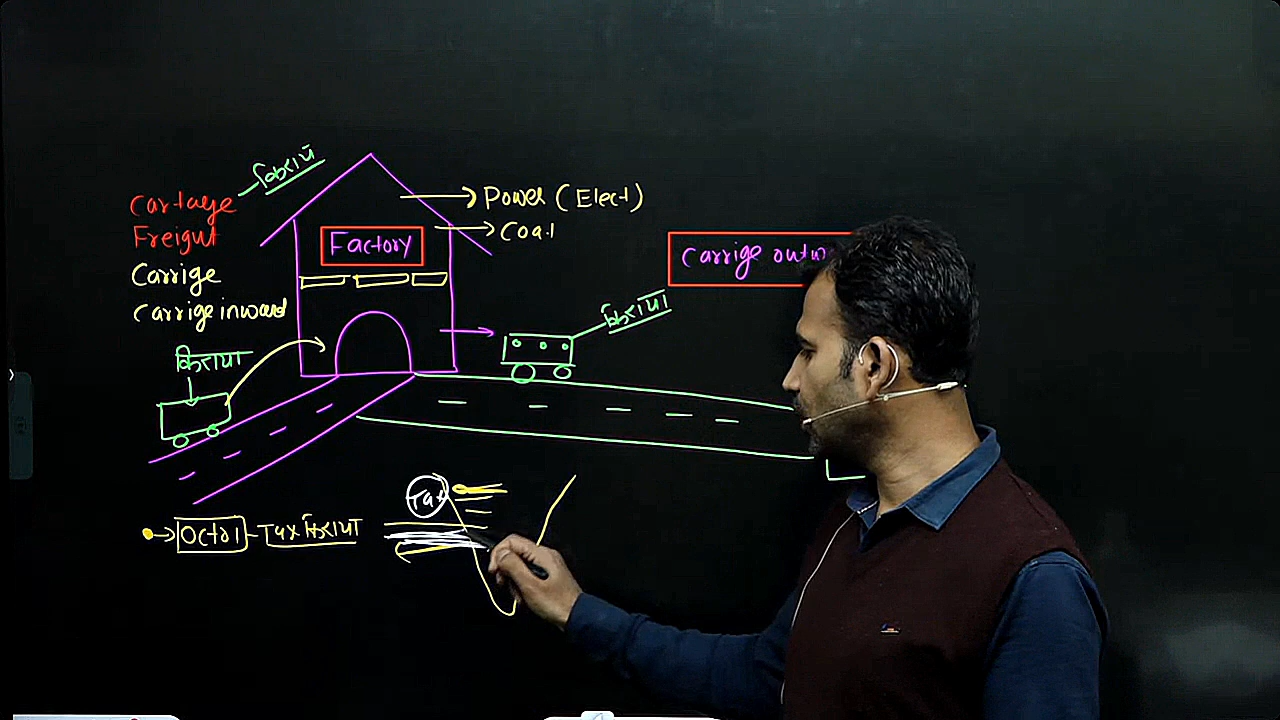 किराया
Cartage
Freight
Carrige
Carrige inward
Power (Elect)
Coal
Factory
Carrige outw
किराया
किराया
Tax
Octroi - Tax किराया